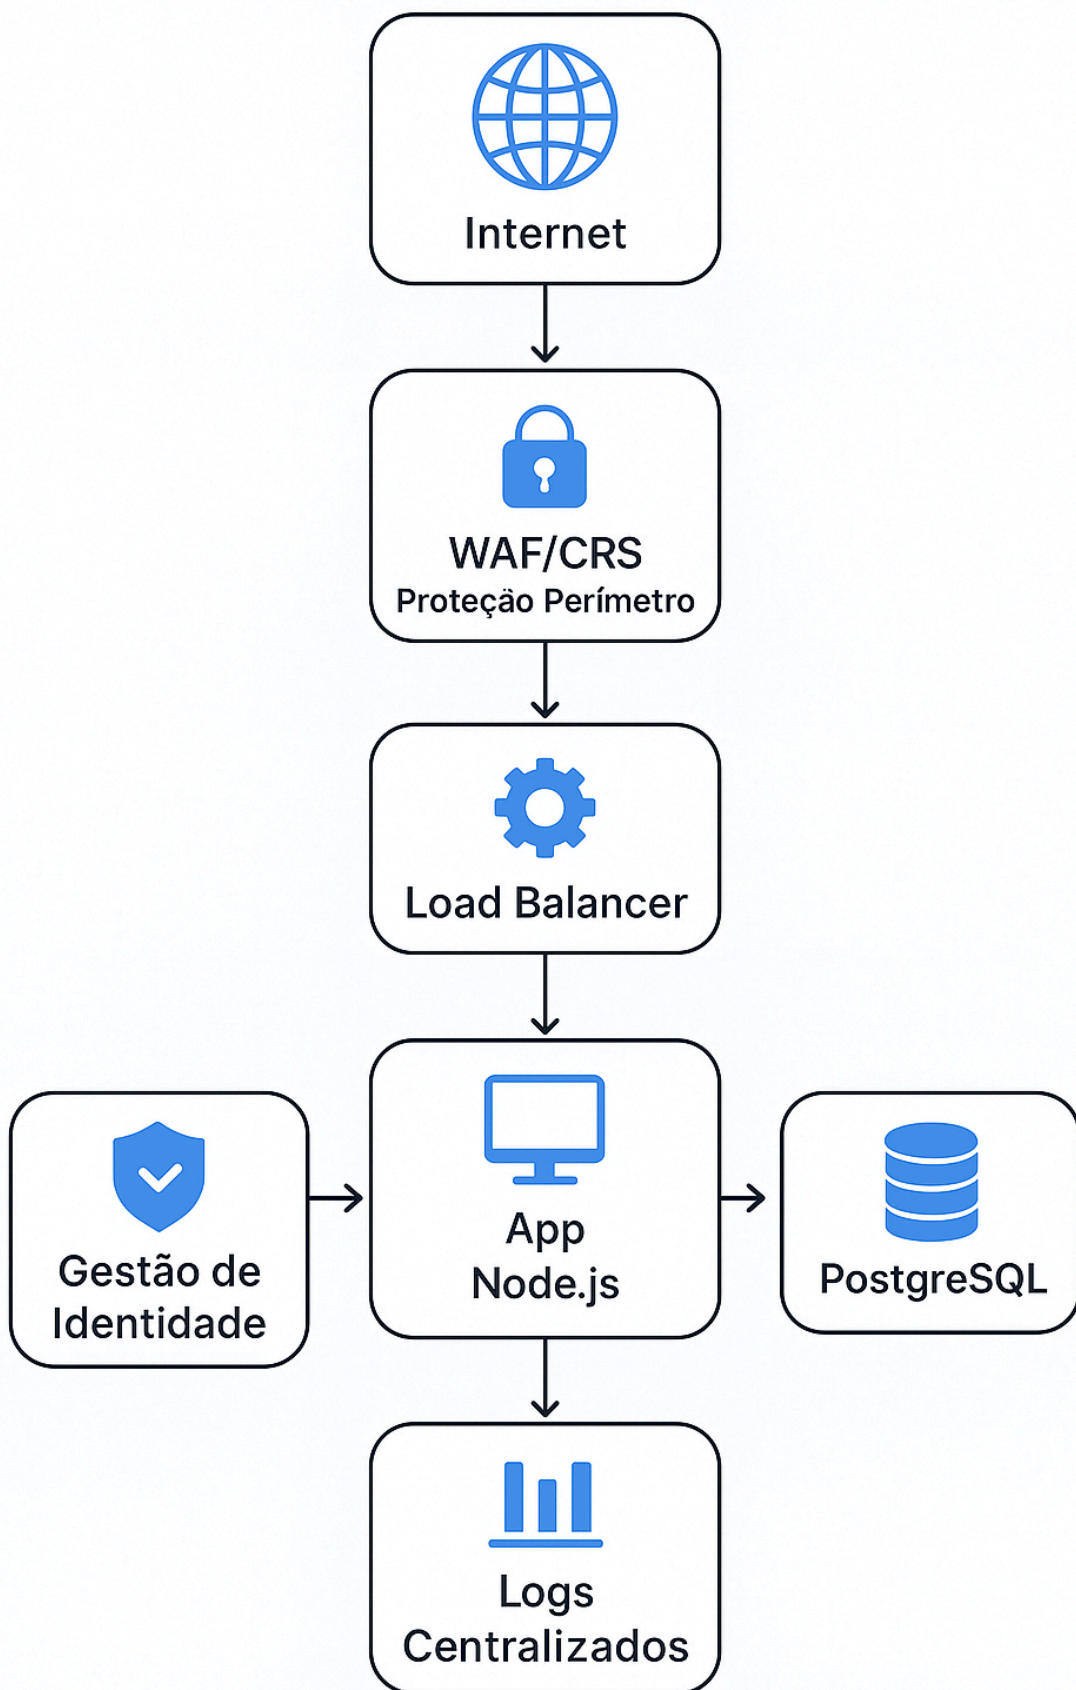 Internet
WAF/CRS
Proteção Perímetro
Load Balancer
Gestão de
Identidade
App
Node.js
PostgreSQL
Logs
Centralizados